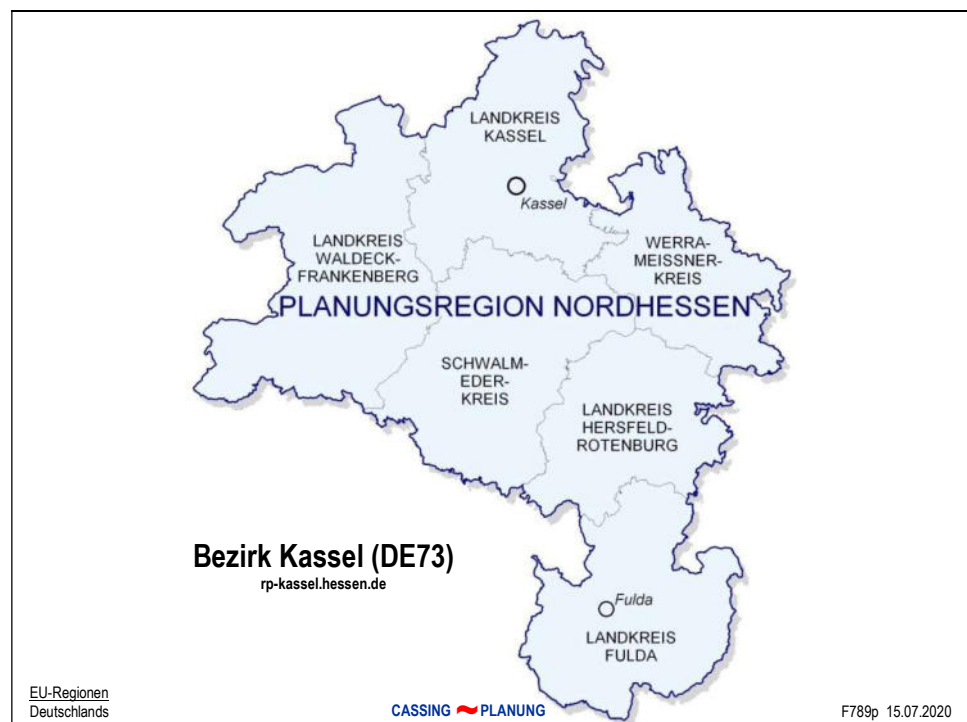 LANDKREIS
KASSEL
Kassel
LANDKREIS
WALDECK-
FRANKENBERG
WERRA-
MEISSNER-
KREIS
PLANUNGSREGION NORDHESSEN
SCHWALM-
EDER-
KREIS
LANDKREIS
HERSFELD-
ROTENBURG
Bezirk Kassel (DE73)
rp-kassel.hessen.de
Fulda
LANDKREIS
FULDA
EU-Regionen
Deutschlands
CASSING PLANUNG
F789p 15.07.2020